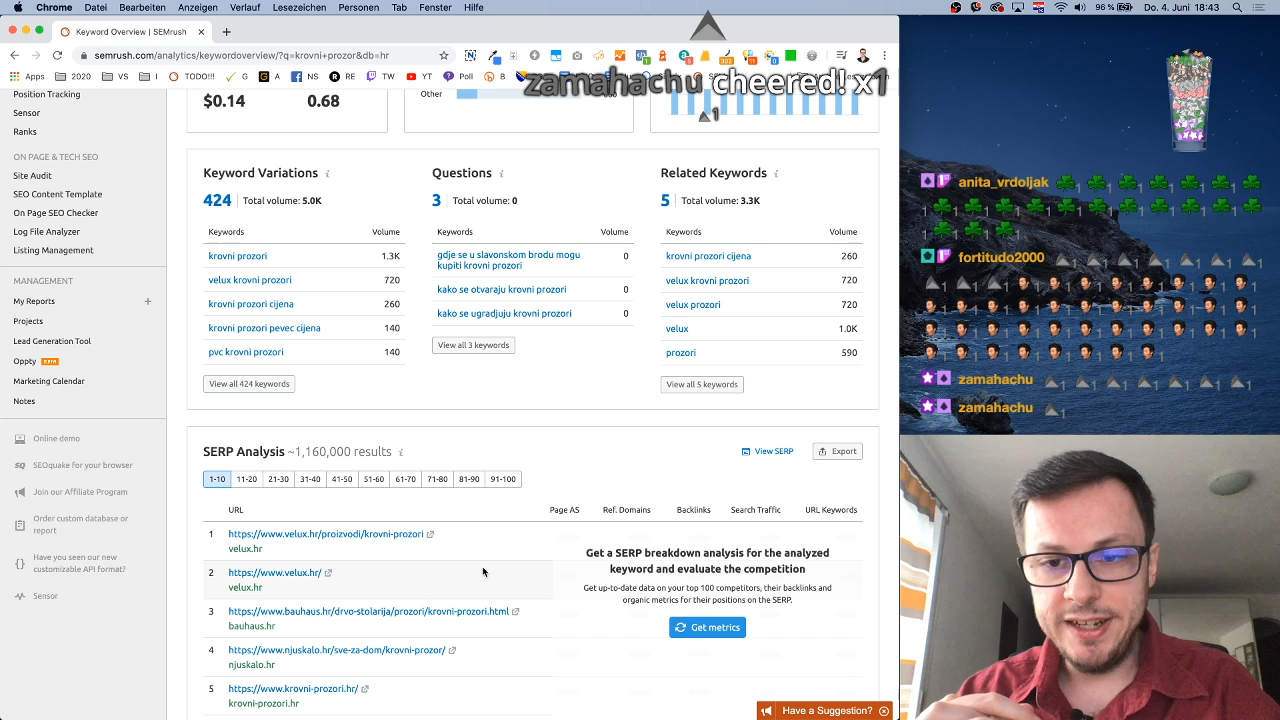 Chrome Datei Bearbeiten Anzeigen Verlauf Lesezeichen Personen Tab Fenster Hilfe
96 % Do. 4. Juni 18:43
Keyword Overview | SEMrush
semrush.com/analytics/keywordoverview/?q=krovni+prozor&db=hr
Apps 2020 VS I TODO!!! G A NS RT TW YT Poll B
zamahachu cheered! x1
1
Position Tracking
Sensor
Ranks
ON PAGE & TECH SEO
Site Audit
SEO Content Template
On Page SEO Checker
Log File Analyzer
Listing Management
MANAGEMENT
My Reports +
Projects
Lead Generation Tool
Oppty BETA
Marketing Calendar
Notes
Online demo
SEOquake for your browser
Join our Affiliate Program
Order custom database or
report
Have you seen our new
customizable API format?
Sensor
$0.14 0.68
Other
Keyword Variations i
424 Total volume: 5.0K
Keywords Volume
krovni prozori 1.3K
velux krovni prozori 720
krovni prozori cijena 260
krovni prozori pevec cijena 140
pvc krovni prozori 140
View all 424 keywords
Questions i
3 Total volume: 0
Keywords Volume
gdje se u slavonskom brodu mogu 0
kupiti krovni prozori
kako se otvaraju krovni prozori 0
kako se ugradjuju krovni prozori 0
View all 3 keywords
Related Keywords i
5 Total volume: 3.3K
Keywords Volume
krovni prozori cijena 260
velux krovni prozori 720
velux prozori 720
velux 1.0K
prozori 590
View all 5 keywords
SERP Analysis ~1,160,000 results i
View SERP Export
1-10 11-20 21-30 31-40 41-50 51-60 61-70 71-80 81-90 91-100
URL Page AS Ref. Domains Backlinks Search Traffic URL Keywords
1 https://www.velux.hr/proizvodi/krovni-prozori
velux.hr
2 https://www.velux.hr/
velux.hr
3 https://www.bauhaus.hr/drvo-stolarija/prozori/krovni-prozori.html
bauhaus.hr
4 https://www.njuskalo.hr/sve-za-dom/krovni-prozor/
njuskalo.hr
5 https://www.krovni-prozori.hr/
krovni-prozori.hr
Get a SERP breakdown analysis for the analyzed
keyword and evaluate the competition
Get up-to-date data on your top 100 competitors, their backlinks and
organic metrics for their positions on the SERP.
Get metrics
Have a Suggestion?
anita_vrdoljak
fortitudo2000
zamahachu
zamahachu 1